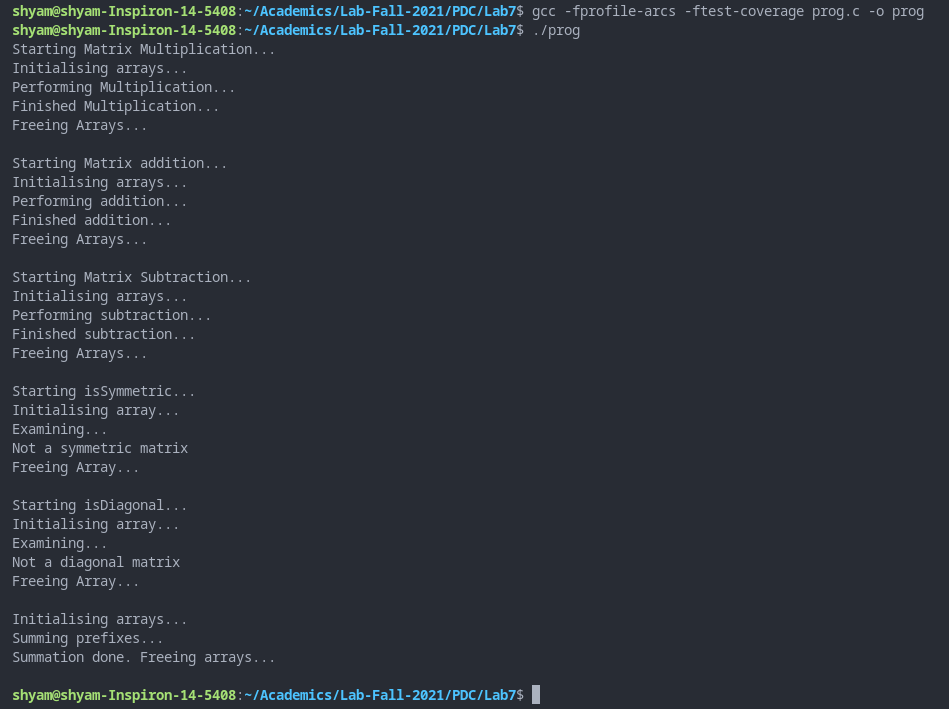 shyam@shyam-Inspiron-14-5408:~/Academics/Lab-Fall-2021/PDC/Lab7$ gcc -fprofile-arcs -ftest-coverage prog.c -o prog
shyam@shyam-Inspiron-14-5408:~/Academics/Lab-Fall-2021/PDC/Lab7$ ./prog
Starting Matrix Multiplication...
Initialising arrays...
Performing Multiplication...
Finished Multiplication...
Freeing Arrays...

Starting Matrix addition...
Initialising arrays...
Performing addition...
Finished addition...
Freeing Arrays...

Starting Matrix Subtraction...
Initialising arrays...
Performing subtraction...
Finished subtraction...
Freeing Arrays...

Starting isSymmetric...
Initialising array...
Examining...
Not a symmetric matrix
Freeing Array...

Starting isDiagonal...
Initialising array...
Examining...
Not a diagonal matrix
Freeing Array...

Initialising arrays...
Summing prefixes...
Summation done. Freeing arrays...

shyam@shyam-Inspiron-14-5408:~/Academics/Lab-Fall-2021/PDC/Lab7$